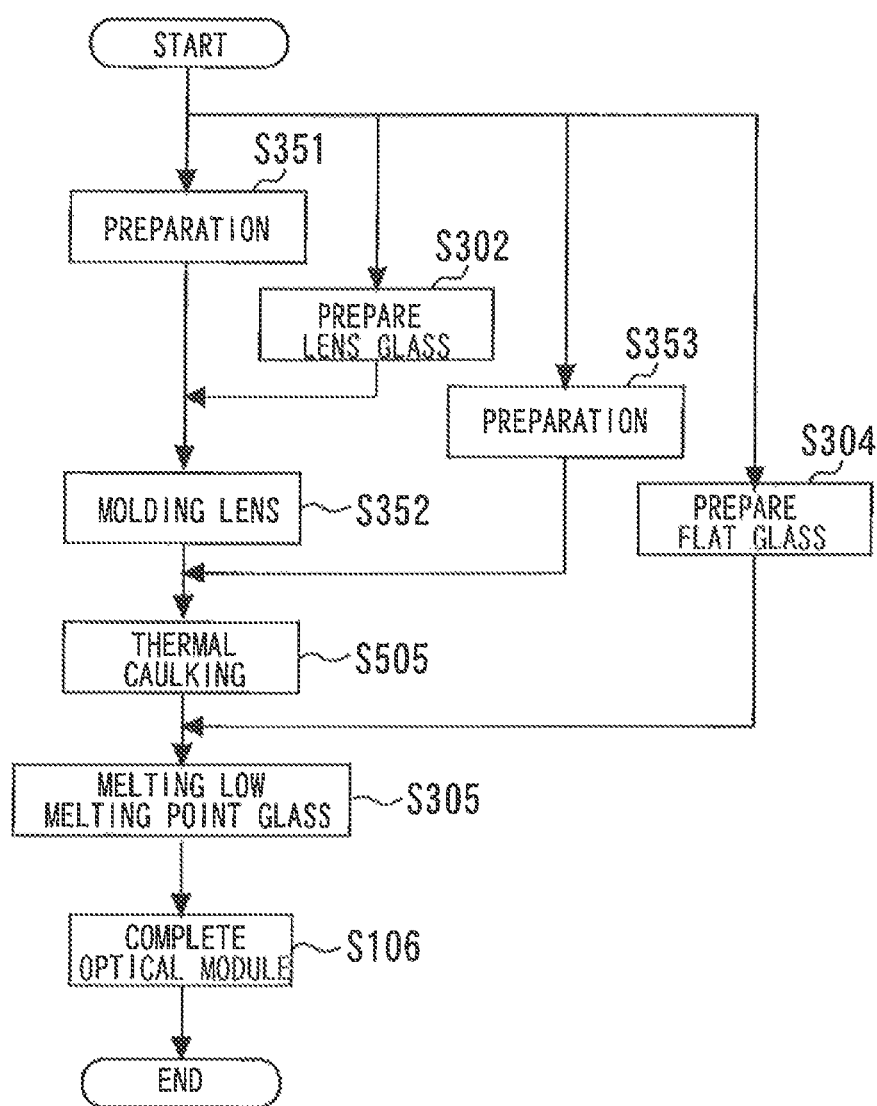 START
S351
PREPARATION
S302
PREPARE
LENS GLASS
S353
PREPARATION
S304
PREPARE
FLAT GLASS
MOLDING LENS
S352
THERMAL
CAULKING
S505
MELTING LOW
MELTING POINT GLASS
S305
COMPLETE
OPTICAL MODULE
S106
END